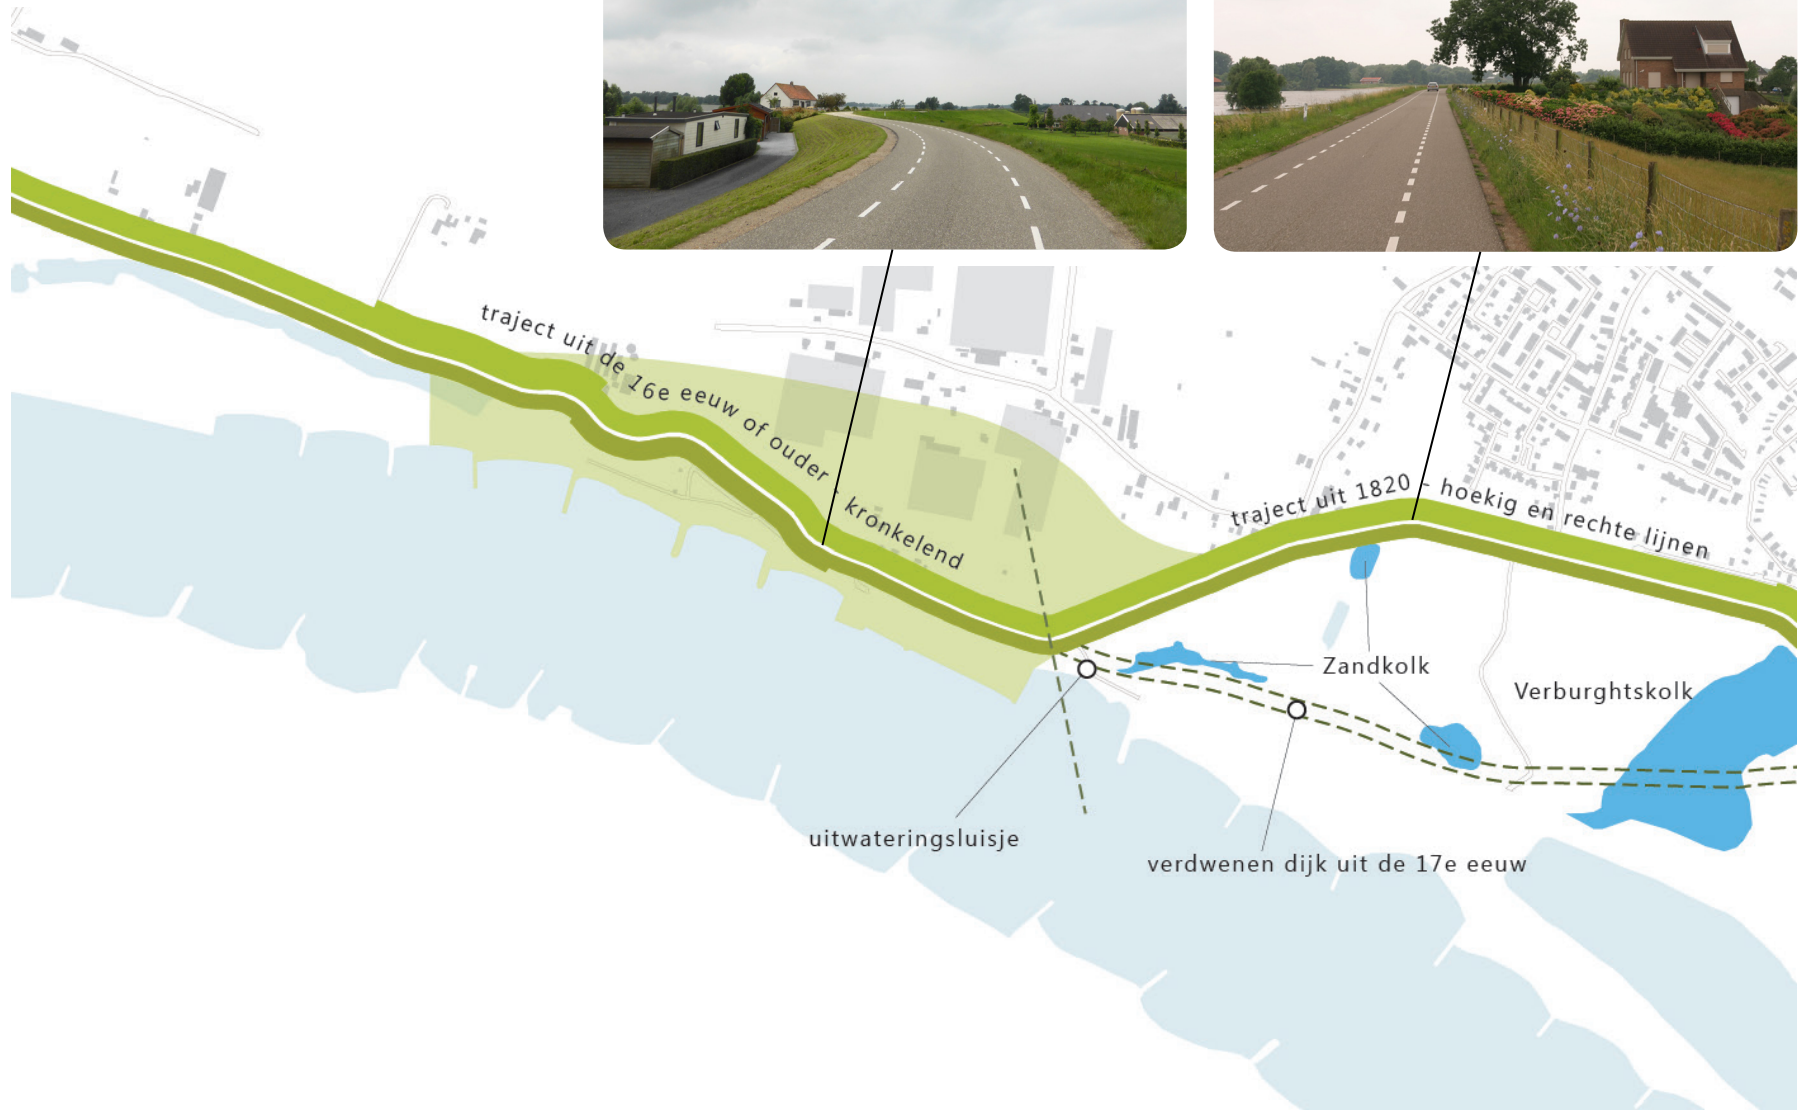 traject uit de 16e eeuw of ouder - kronkelend
traject uit 1820 - hoekig en rechte lijnen
Zandkolk
Verburghtskolk
uitwateringsluisje
verdwenen dijk uit de 17e eeuw